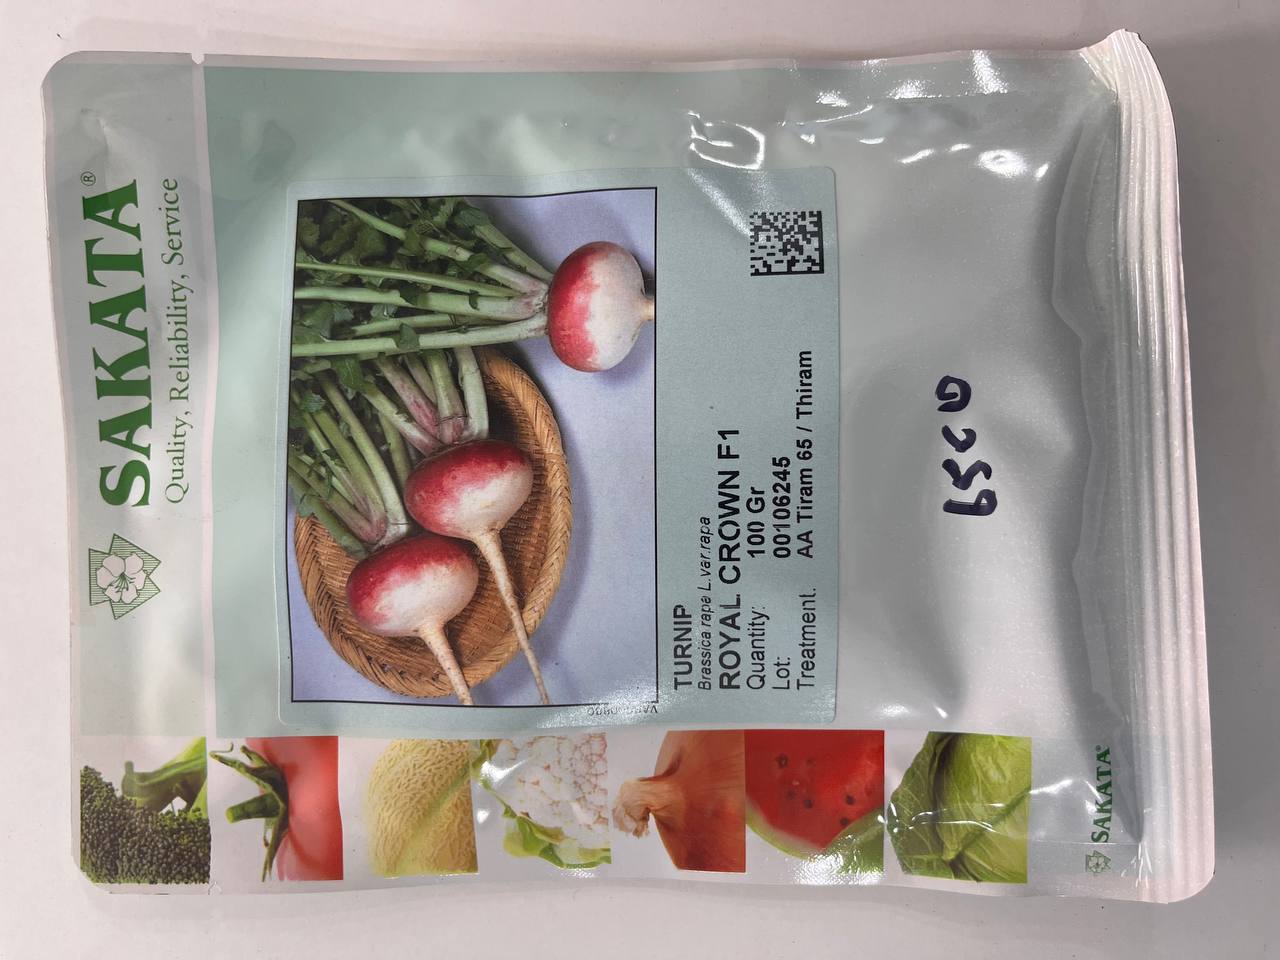 SAKATA®
Quality, Reliability, Service
TURNIP
Brassica rapa L.var.rapa
ROYAL CROWN F1
Quantity: 100 Gr
Lot: 00106245
Treatment. AA Tiram 65 / Thiram
SAKATA®